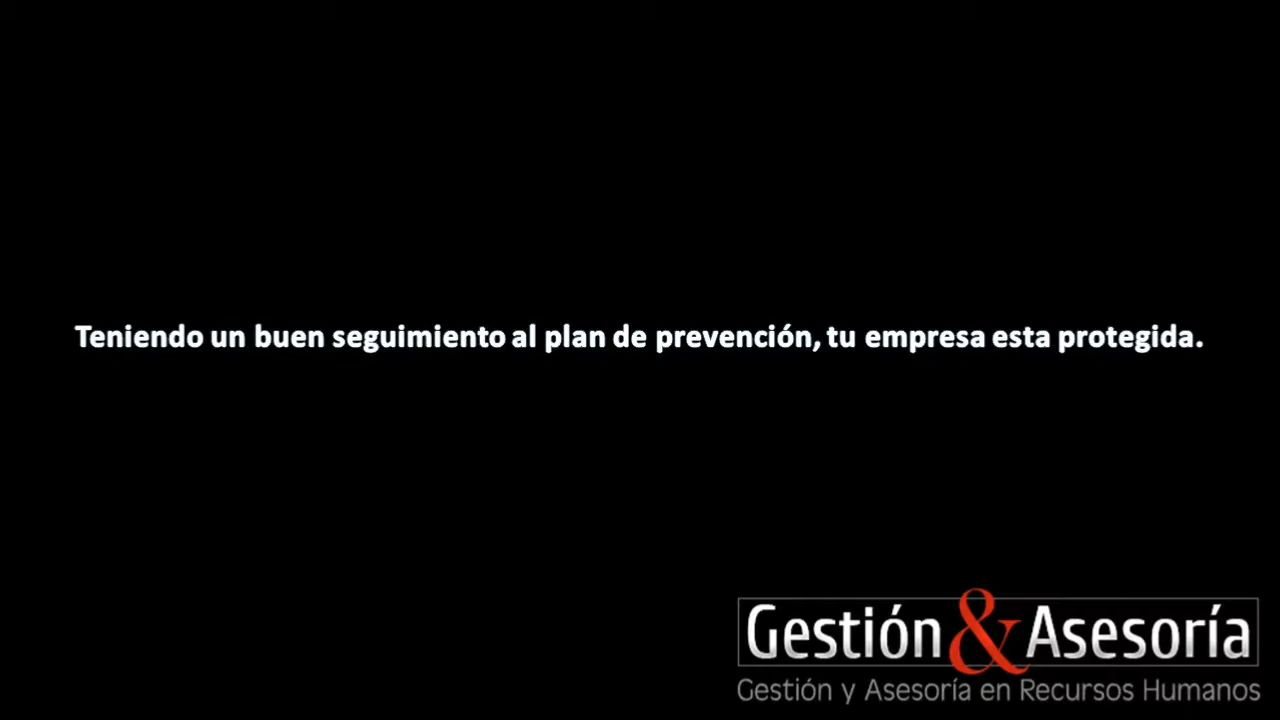 Teniendo un buen seguimiento al plan de prevención, tu empresa esta protegida.
Gestión & Asesoría
Gestión y Asesoría en Recursos Humanos